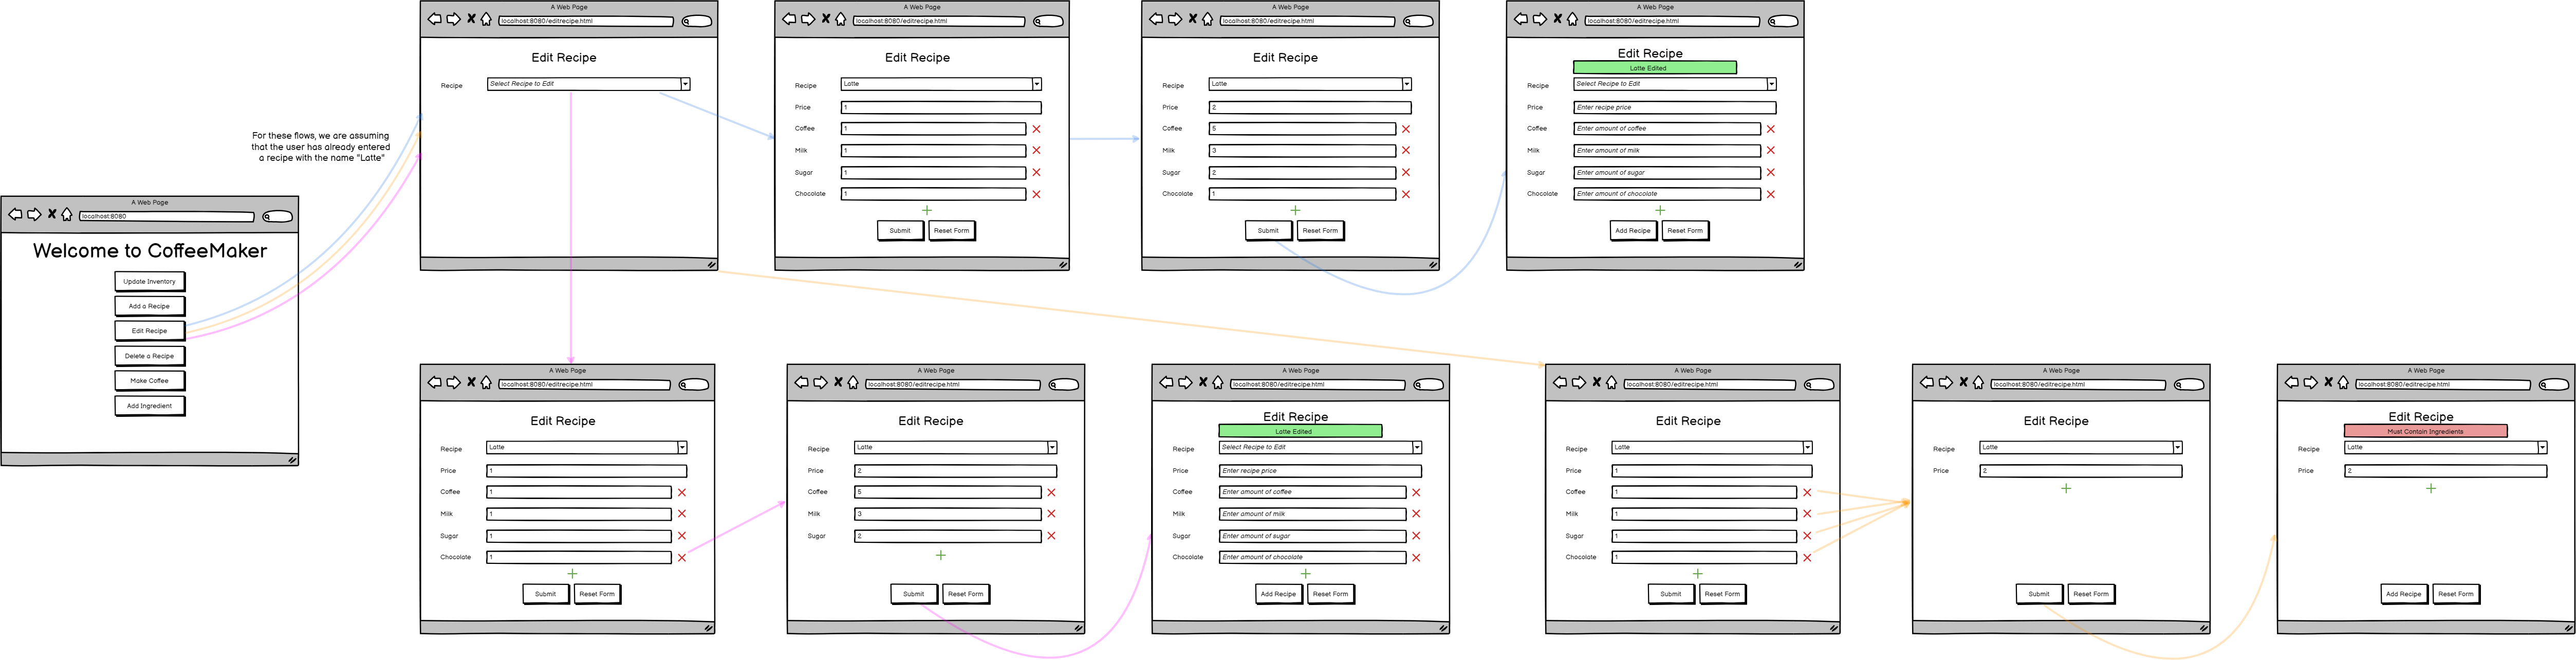 For these flows, we are assuming
that the user has already entered
a recipe with the name "Latte"
A Web Page
localhost:8080
Welcome to CoffeeMaker
Update Inventory
Add a Recipe
Edit Recipe
Delete a Recipe
Make Coffee
Add Ingredient
A Web Page
localhost:8080/editrecipe.html
Edit Recipe
Recipe Select Recipe to Edit
A Web Page
localhost:8080/editrecipe.html
Edit Recipe
Recipe Latte
Price 1
Coffee 1
Milk 1
Sugar 1
Chocolate 1
Submit Reset Form
A Web Page
localhost:8080/editrecipe.html
Edit Recipe
Recipe Latte
Price 2
Coffee 5
Milk 3
Sugar 2
Chocolate 1
Submit Reset Form
A Web Page
localhost:8080/editrecipe.html
Edit Recipe
Latte Edited
Recipe Select Recipe to Edit
Price Enter recipe price
Coffee Enter amount of coffee
Milk Enter amount of milk
Sugar Enter amount of sugar
Chocolate Enter amount of chocolate
Add Recipe Reset Form
A Web Page
localhost:8080/editrecipe.html
Edit Recipe
Recipe Latte
Price 1
Coffee 1
Milk 1
Sugar 1
Chocolate 1
Submit Reset Form
A Web Page
localhost:8080/editrecipe.html
Edit Recipe
Recipe Latte
Price 2
Coffee 5
Milk 3
Sugar 2
Submit Reset Form
A Web Page
localhost:8080/editrecipe.html
Edit Recipe
Latte Edited
Recipe Select Recipe to Edit
Price Enter recipe price
Coffee Enter amount of coffee
Milk Enter amount of milk
Sugar Enter amount of sugar
Chocolate Enter amount of chocolate
Add Recipe Reset Form
A Web Page
localhost:8080/editrecipe.html
Edit Recipe
Recipe Latte
Price 1
Coffee 1
Milk 1
Sugar 1
Chocolate 1
Submit Reset Form
A Web Page
localhost:8080/editrecipe.html
Edit Recipe
Recipe Latte
Price 2
Submit Reset Form
A Web Page
localhost:8080/editrecipe.html
Edit Recipe
Must Contain Ingredients
Recipe Latte
Price 2
Add Recipe Reset Form